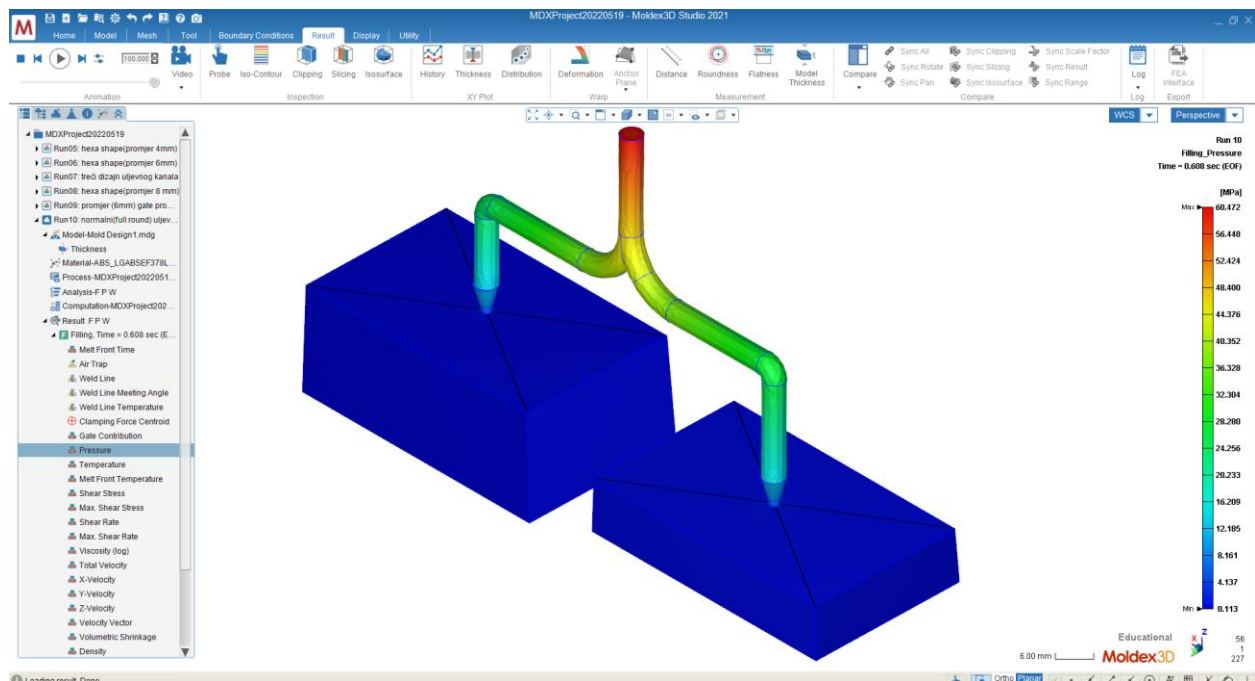 MDXProject20220519 - Moldex3D Studio 2021
M
Home Model Mesh Tool Boundary Conditions Result Display Utility
100.000
Video
Animation
Probe Iso-Contour Clipping Slicing Isosurface
Inspection
History Thickness Distribution
XY Plot
Deformation Anchor Plane
Warp
Distance Roundness Flatness Model Thickness
Measurement
Compare
Sync All Sync Clipping Sync Scale Factor
Sync Rotate Sync Slicing Sync Result
Sync Pan Sync Isosurface Sync Range
Compare
Log
Log
FEA Interface
Export
WCS Perspective
MDXProject20220519
Run05: hexa shape(promjer 4mm)
Run06: hexa shape(promjer 6mm)
Run07: treći dizajn uljevnog kanala
Run08: hexa shape(promjer 8 mm)
Run09: promjer (6mm) gate pro...
Run10: normalni(full round) uljev...
Model-Mold Design1.mdg
Thickness
Material-ABS_LGABSEF378L...
Process-MDXProject2022051...
Analysis-F P W
Computation-MDXProject202...
Result F P W
Filling, Time = 0.608 sec (E...
Melt Front Time
Air Trap
Weld Line
Weld Line Meeting Angle
Weld Line Temperature
Clamping Force Centroid
Gate Contribution
Pressure
Temperature
Melt Front Temperature
Shear Stress
Max. Shear Stress
Shear Rate
Max. Shear Rate
Viscosity (log)
Total Velocity
X-Velocity
Y-Velocity
Z-Velocity
Velocity Vector
Volumetric Shrinkage
Density
Run 10
Filling_Pressure
Time = 0.608 sec (EOF)
[MPa]
Max 60.472
56.448
52.424
48.400
44.376
40.352
36.328
32.304
28.280
24.256
20.233
16.209
12.185
8.161
4.137
Min 0.113
Educational
Moldex3D
6.00 mm
Z
X
56
1
227
Loading result Done
Ortho Planar